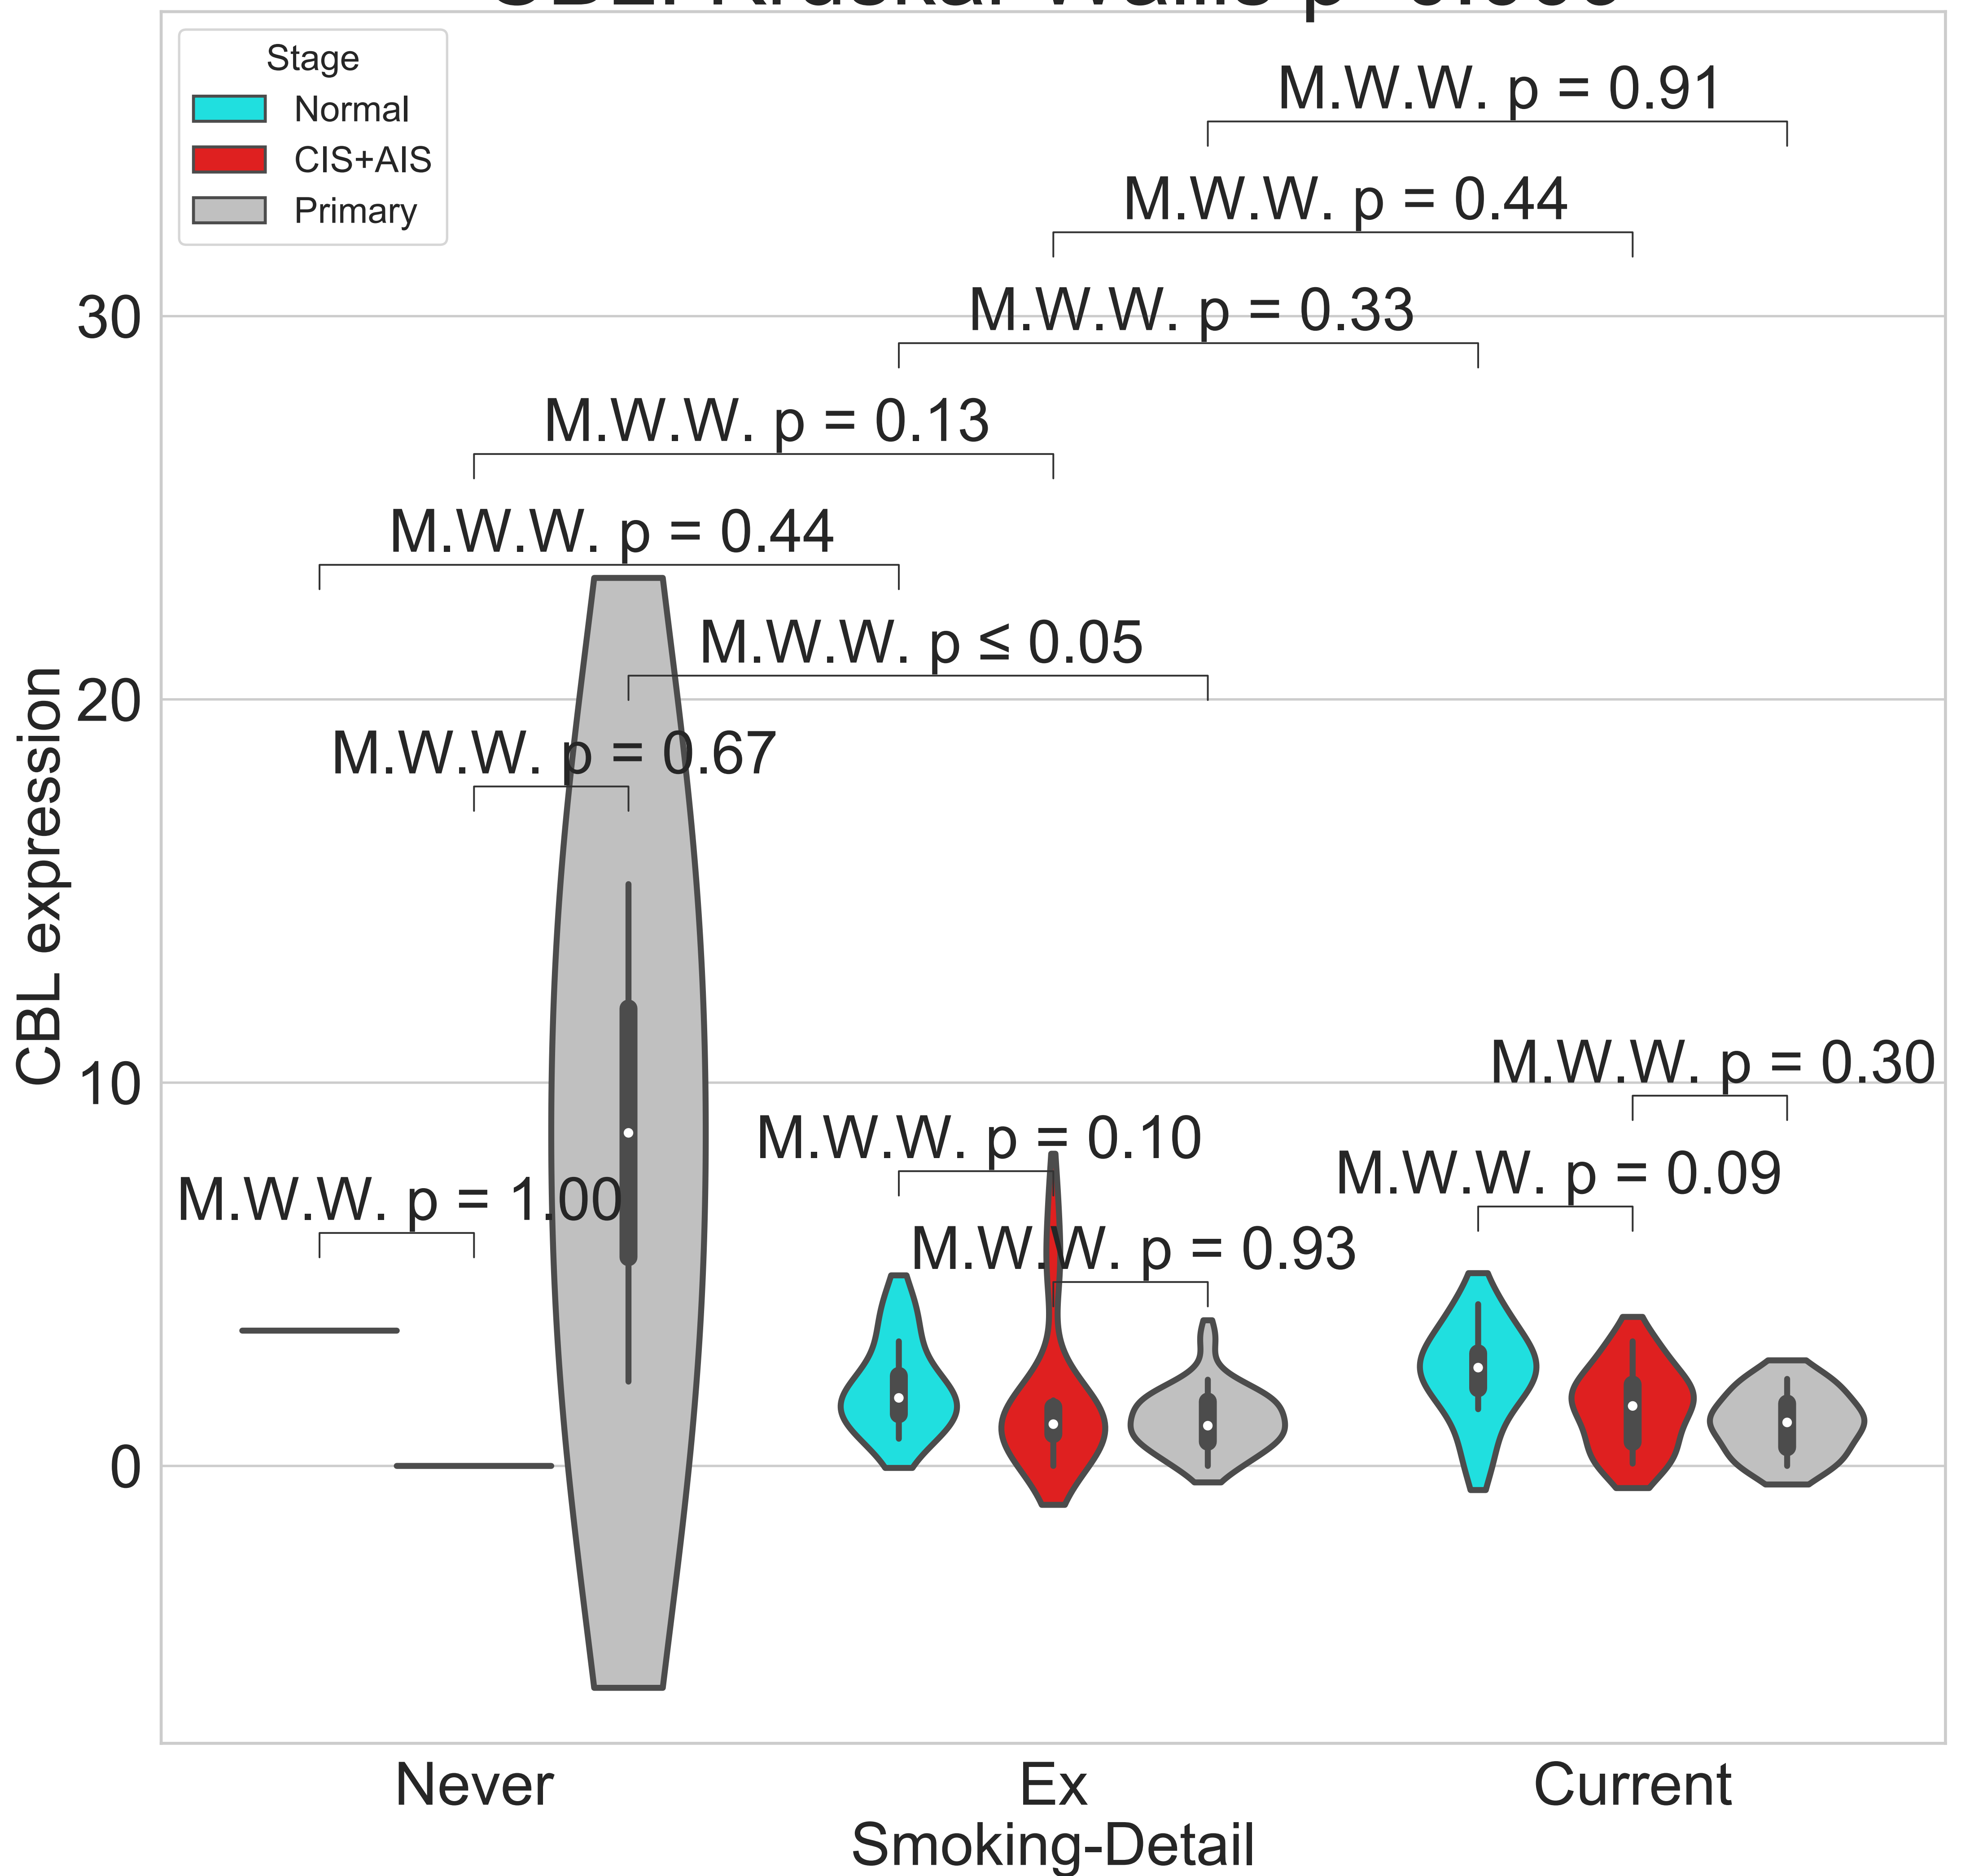 Stage
Normal
CIS+AIS
Primary
M.W.W. p = 0.91
M.W.W. p = 0.44
M.W.W. p = 0.33
M.W.W. p = 0.13
M.W.W. p = 0.44
M.W.W. p ≤ 0.05
M.W.W. p = 0.67
M.W.W. p = 0.30
M.W.W. p = 0.10
M.W.W. p = 0.09
M.W.W. p = 1.00
M.W.W. p = 0.93
CBL expression
30
20
10
0
Never
Ex
Current
Smoking-Detail